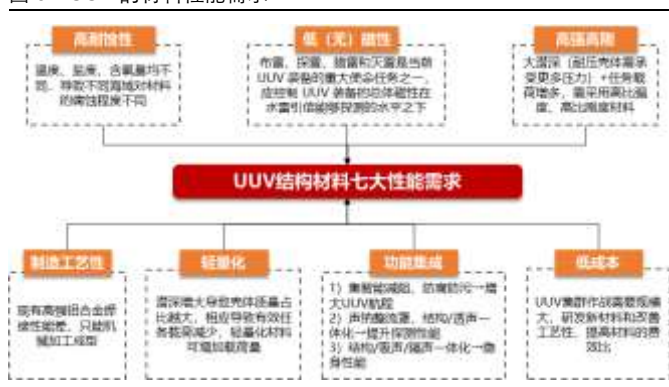 高耐蚀性
温度、盐度、含氧量均不
同，导致不同海域对材料
的腐蚀程度不同
低（无）磁性
布雷、探雷、猎雷和灭雷是当前
UUV 装备的重大使命任务之一，
应控制 UUV 装备的总体磁性在
水雷引信能够探测的水平之下
高强高刚
大潜深（耐压壳体需承
受更多压力）+任务载
荷增多，需采用高比强
度、高比刚度材料
UUV结构材料七大性能需求
制造工艺性
现有高强铝合金焊
接性能差，只能机
械加工成型
轻量化
潜深增大导致壳体质量占
比越大，相应导致有效任
务载荷减少，轻量化材料
可增加载荷量
功能集成
1）集智能减阻、防腐防污→增
大UUV航程
2）声呐整流罩，结构/透声一
体化→提升探测性能
3）结构/吸声/隔声一体化→隐
身性能
低成本
UUV集群作战需要规模
大，研发新材料和改善
工艺性，提高材料的费
效比